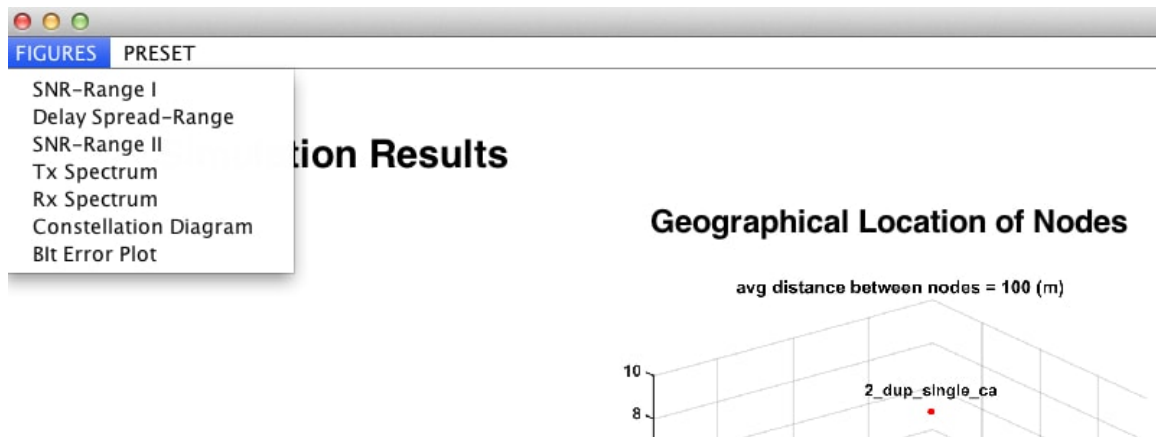 FIGURES PRESET
SNR-Range I
Delay Spread-Range
SNR-Range II
Tx Spectrum
Rx Spectrum
Constellation Diagram
BIt Error Plot
tion Results
Geographical Location of Nodes
avg distance between nodes = 100 (m)
10
2_dup_single_ca
8